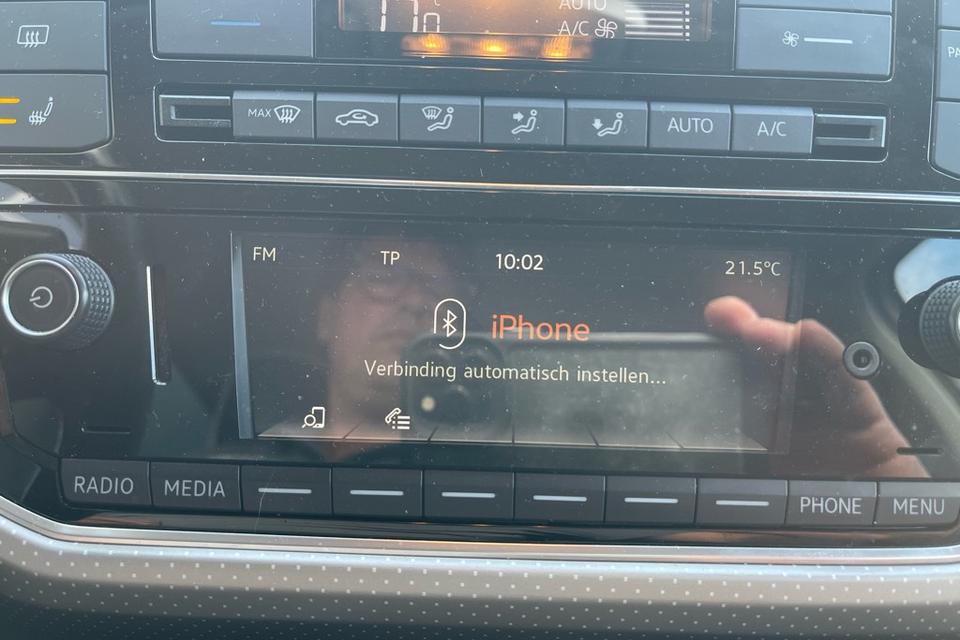 AUTO
A/C
MAX
AUTO
A/C
FM TP 10:02 21.5°C
iPhone
Verbinding automatisch instellen...
RADIO MEDIA PHONE MENU